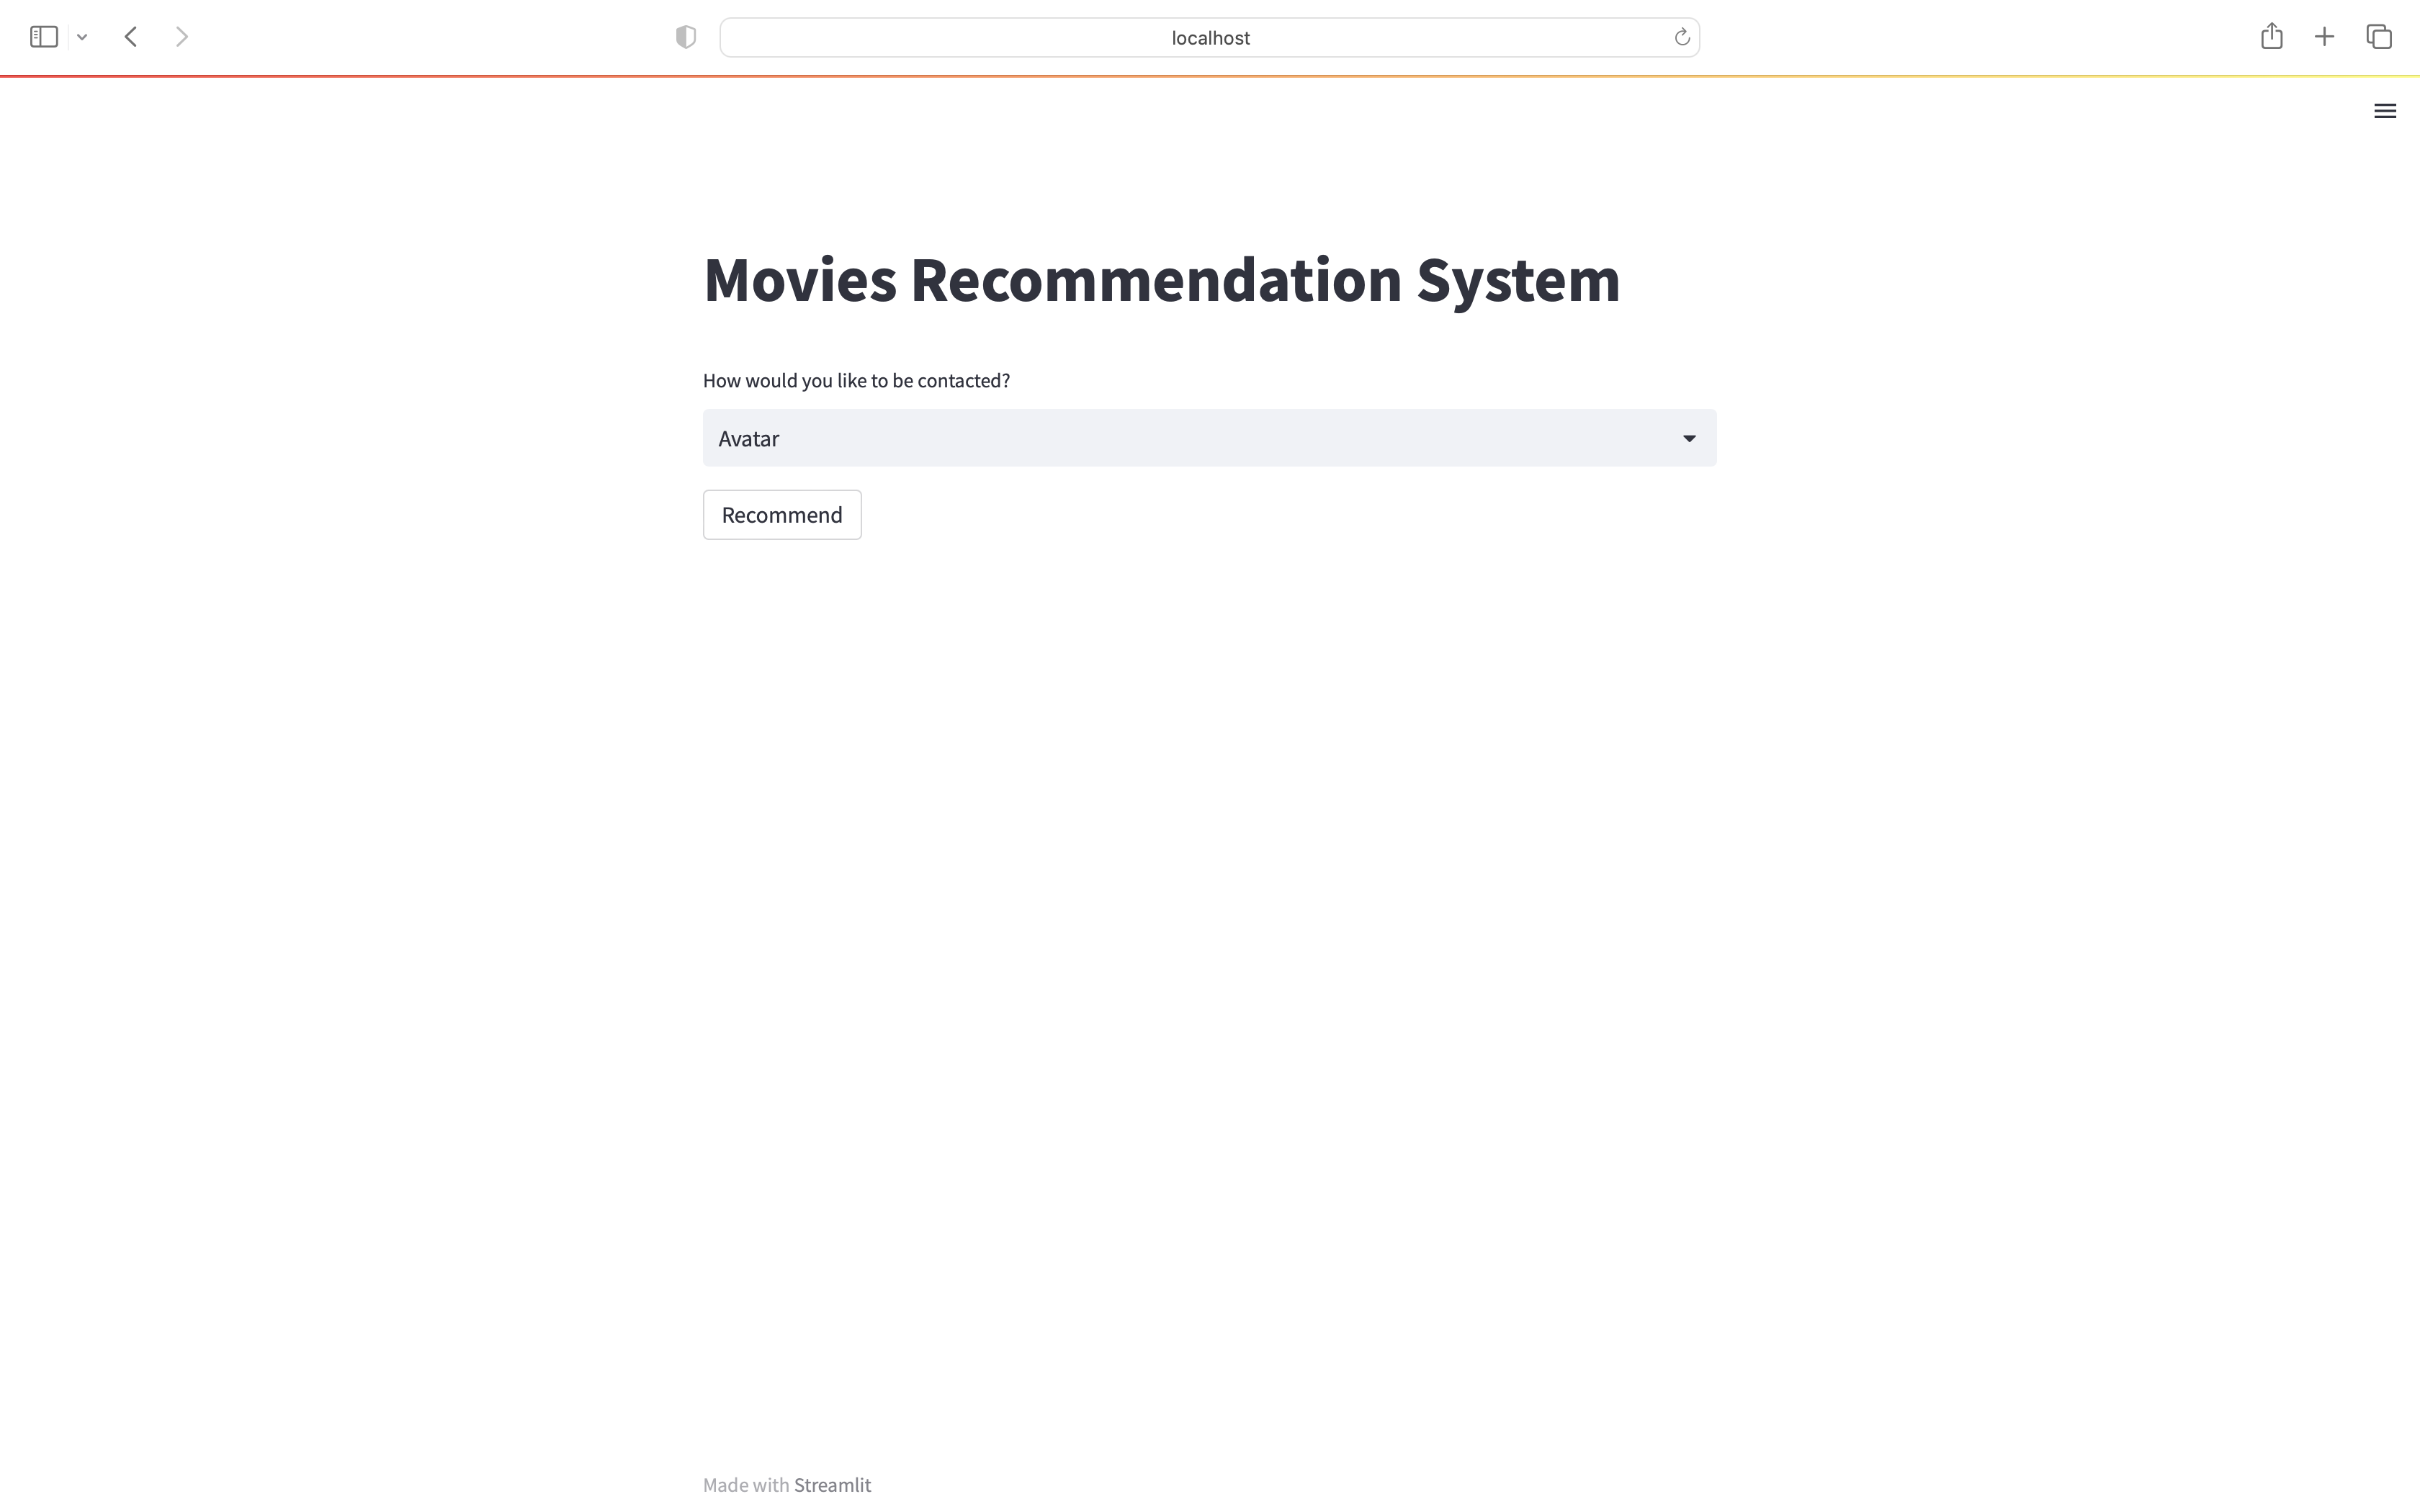 localhost
Movies Recommendation System
How would you like to be contacted?
Avatar
Recommend
Made with Streamlit